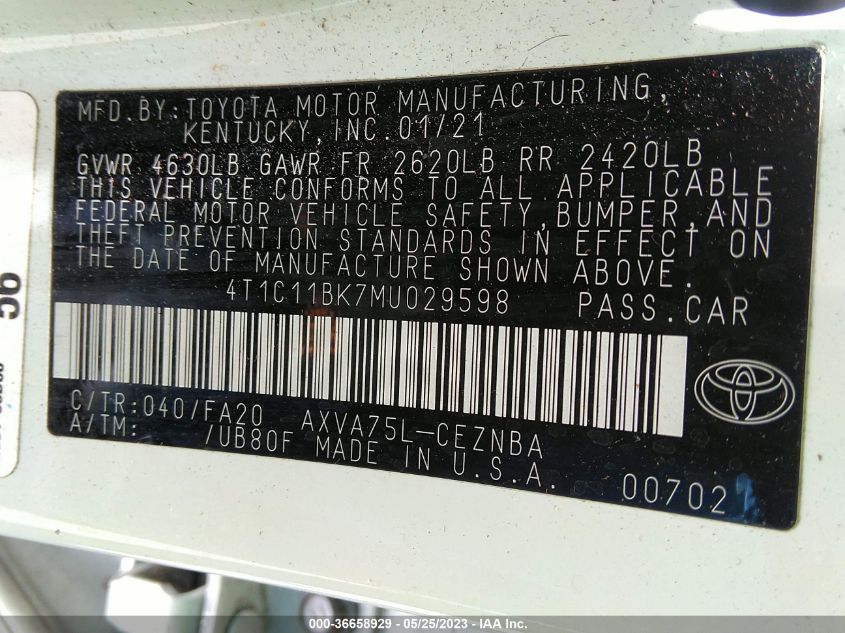 MFD.BY:TOYOTA MOTOR MANUFACTURING,
KENTUCKY,INC.01/21
GVWR 4630LB GAWR FR 2620LB RR 2420LB
THIS VEHICLE CONFORMS TO ALL APPLICABLE
FEDERAL MOTOR VEHICLE SAFETY,BUMPER,AND
THEFT PREVENTION STANDARDS IN EFFECT ON
THE DATE OF MANUFACTURE SHOWN ABOVE.
4T1C11BK7MU029598 PASS.CAR
C/TR:040/FA20 AXVA75L-CEZNBA
A/TM: /UB80F MADE IN U.S.A.
00702
000-36658929 - 05/25/2023 - IAA Inc.